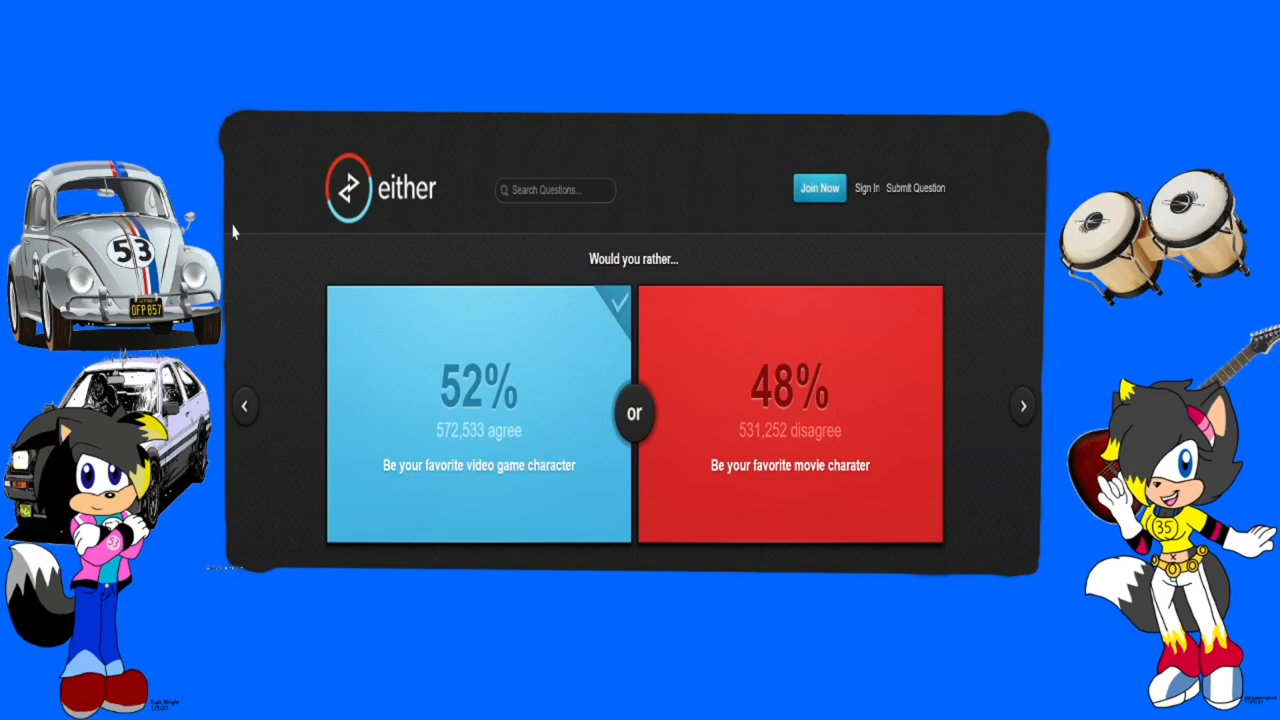 either
Search Questions...
Join Now
Sign In
Submit Question
Would you rather...
52%
572,533 agree
Be your favorite video game character
or
48%
531,252 disagree
Be your favorite movie charater
53
OFP 857
53
35